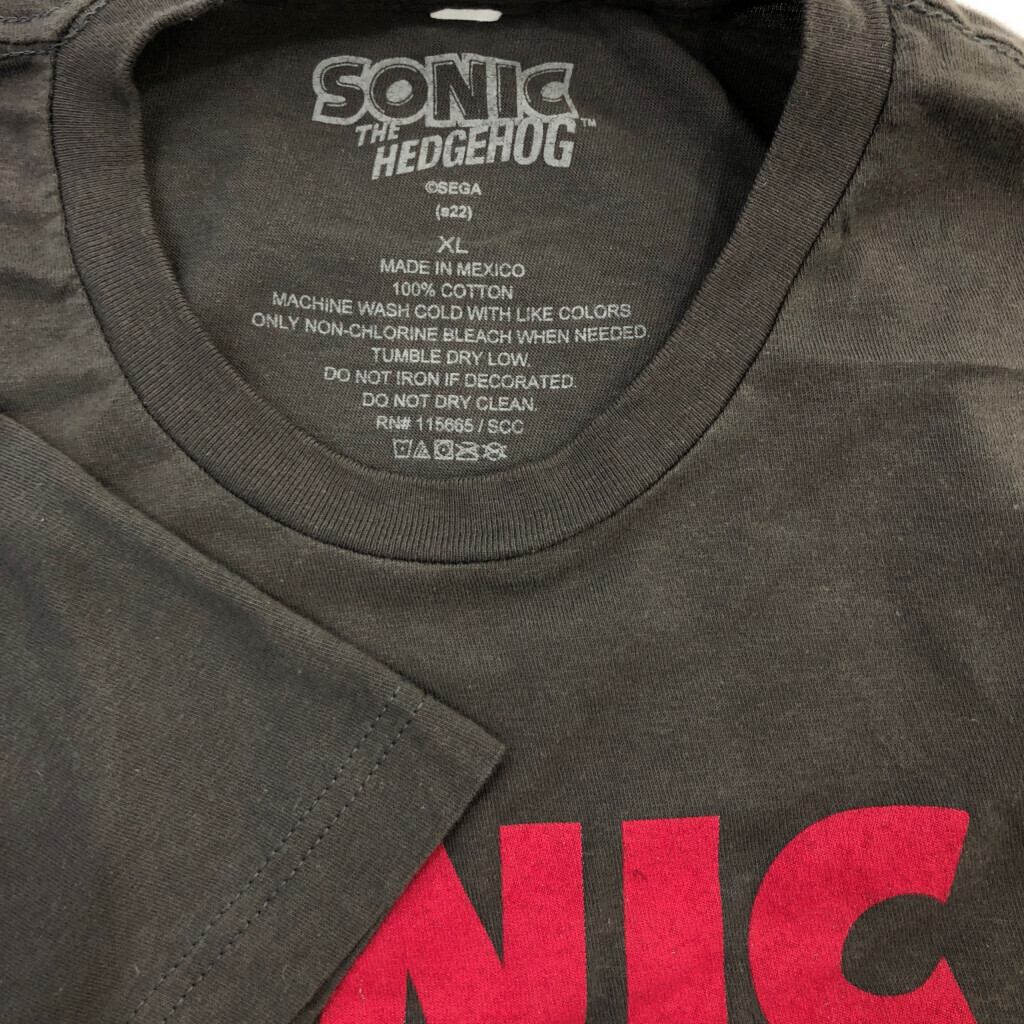 SONIC
THE
HEDGEHOG™
©SEGA
(s22)
XL
MADE IN MEXICO
100% COTTON
MACHINE WASH COLD WITH LIKE COLORS
ONLY NON-CHLORINE BLEACH WHEN NEEDED.
TUMBLE DRY LOW.
DO NOT IRON IF DECORATED.
DO NOT DRY CLEAN.
RN# 115665 / SCC
NIC